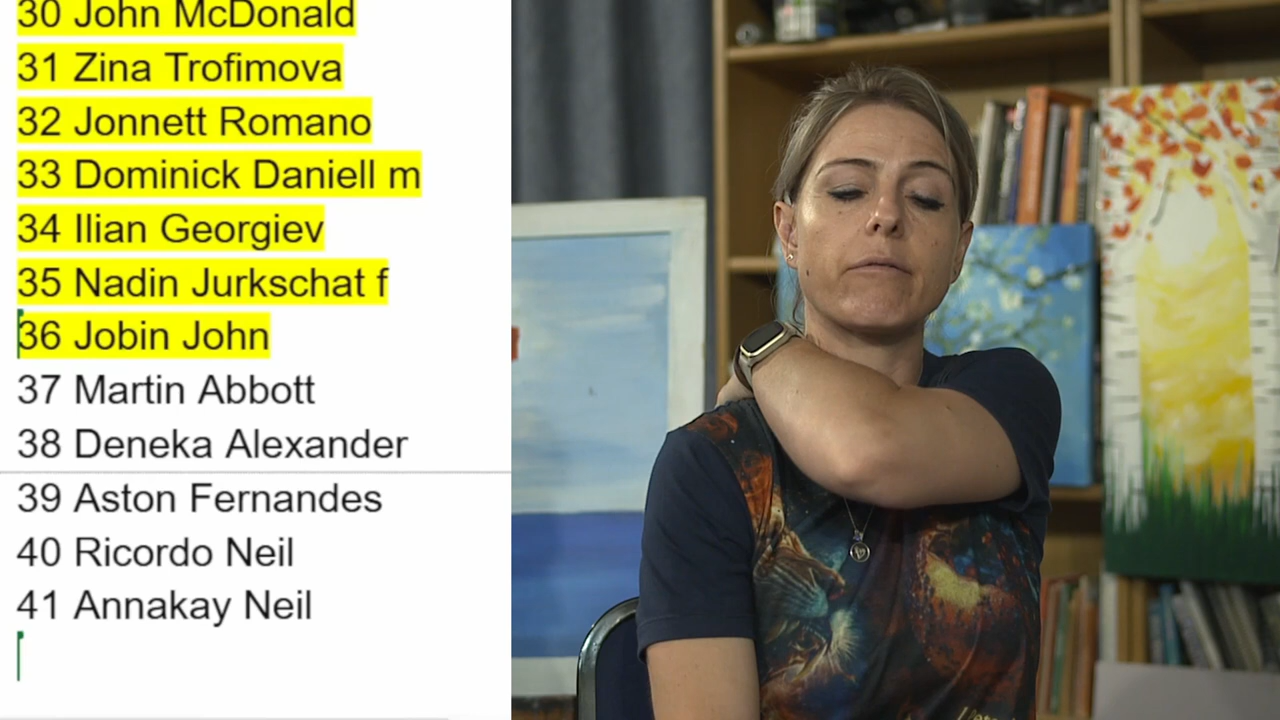 30 John McDonald
31 Zina Trofimova
32 Jonnett Romano
33 Dominick Daniell m
34 Ilian Georgiev
35 Nadin Jurkschat f
36 Jobin John
37 Martin Abbott
38 Deneka Alexander
39 Aston Fernandes
40 Ricordo Neil
41 Annakay Neil